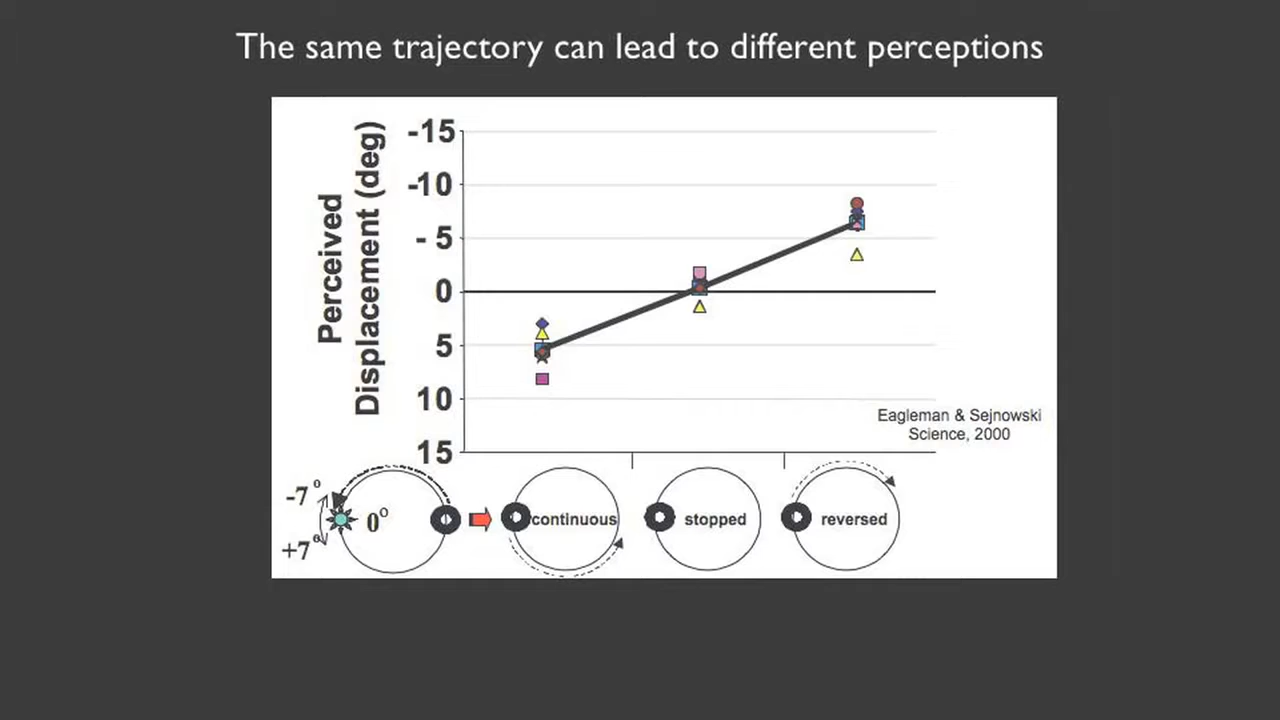 The same trajectory can lead to different perceptions
Perceived
Displacement (deg)
-15
-10
- 5
0
5
10
15
Eagleman & Sejnowski
Science, 2000
-7°
0°
+7°
continuous
stopped
reversed